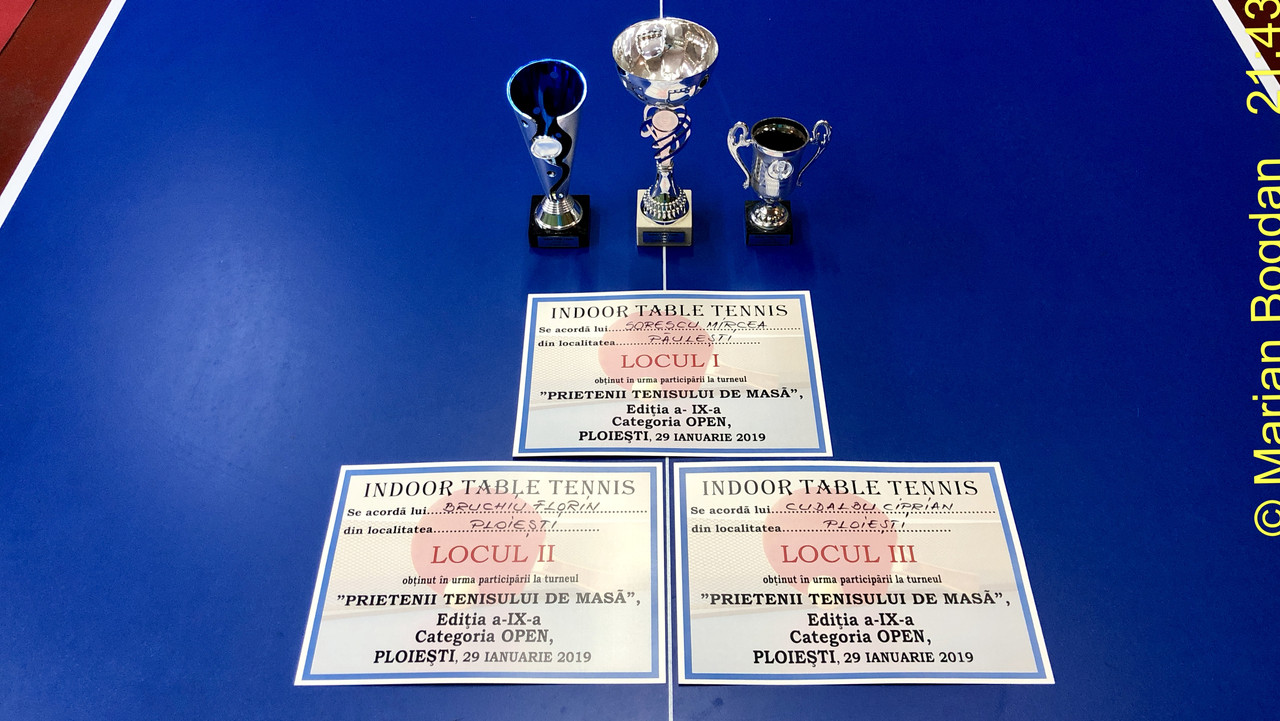 INDOOR TABLE TENNIS
Se acordă lui....SORESCU MIRCEA....
din localitatea....PĂULEȘTI....
LOCUL I
obținut în urma participării la turneul
”PRIETENII TENISULUI DE MASĂ”,
Ediția a- IX-a
Categoria OPEN,
PLOIEŞTI, 29 IANUARIE 2019
INDOOR TABLE TENNIS
Se acordă lui....BRUCHIU FLORIN....
din localitatea....PLOIEȘTI....
LOCUL II
obținut în urma participării la turneul
”PRIETENII TENISULUI DE MASĂ”,
Ediția a-IX-a
Categoria OPEN,
PLOIEŞTI, 29 IANUARIE 2019
INDOOR TABLE TENNIS
Se acordă lui....CUDALBU CIPRIAN....
din localitatea....PLOIEȘTI....
LOCUL III
obținut în urma participării la turneul
”PRIETENII TENISULUI DE MASĂ”,
Ediția a-IX-a
Categoria OPEN,
PLOIEŞTI, 29 IANUARIE 2019
© Marian Bogdan 21:43